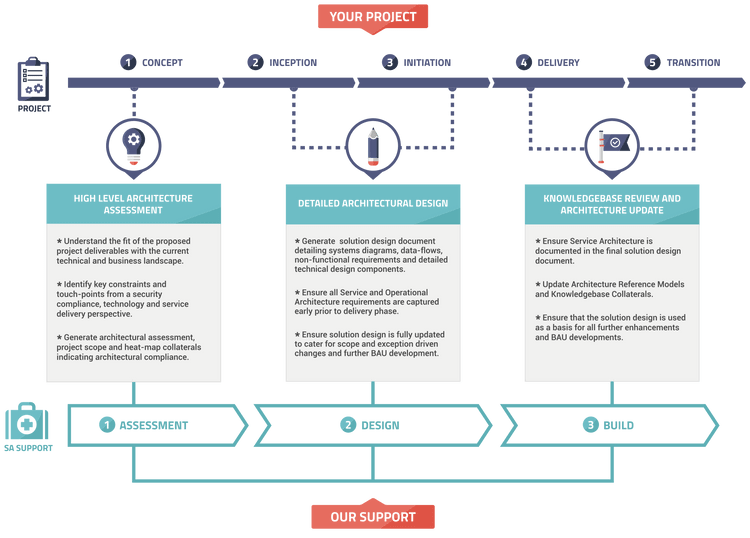 YOUR PROJECT
1 CONCEPT
2 INCEPTION
3 INITIATION
4 DELIVERY
5 TRANSITION
PROJECT
HIGH LEVEL ARCHITECTURE
ASSESSMENT
★ Understand the fit of the proposed
project deliverables with the current
technical and business landscape.
★ Identify key constraints and
touch-points from a security
compliance, technology and service
delivery perspective.
★ Generate architectural assessment,
project scope and heat-map collaterals
indicating architectural compliance.
DETAILED ARCHITECTURAL DESIGN
★ Generate solution design document
detailing systems diagrams, data-flows,
non-functional requirements and detailed
technical design components.
★ Ensure all Service and Operational
Architecture requirements are captured
early prior to delivery phase.
★ Ensure solution design is fully updated
to cater for scope and exception driven
changes and further BAU development.
KNOWLEDGEBASE REVIEW AND
ARCHITECTURE UPDATE
★ Ensure Service Architecture is
documented in the final solution design
document.
★ Update Architecture Reference Models
and Knowledgebase Collaterals.
★ Ensure that the solution design is used
as a basis for all further enhancements
and BAU developments.
SA SUPPORT
1 ASSESSMENT
2 DESIGN
3 BUILD
OUR SUPPORT